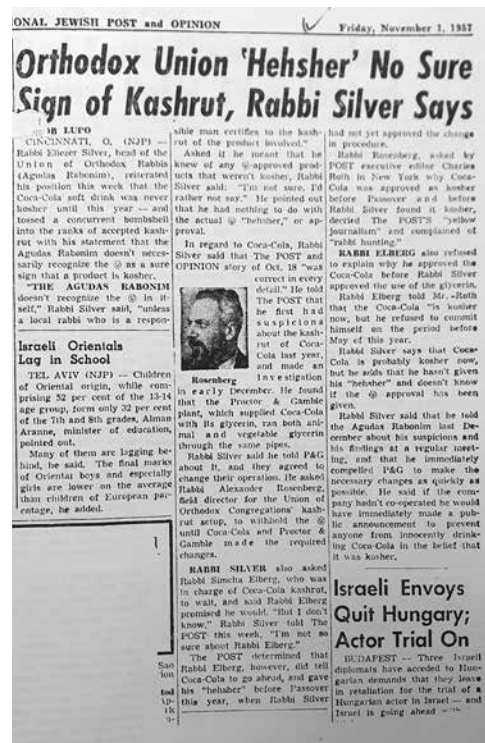 ONAL JEWISH POST and OPINION
Friday, November 1, 1957
Orthodox Union 'Hehsher' No Sure
Sign of Kashrut, Rabbi Silver Says
OB LUPO
CINCINNATI, O. (NJP) —
Rabbi Eliezer Silver, head of the
Union of Orthodox Rabbis
(Agudas Rabonim), reiterated
his position this week that the
Coca-Cola soft drink was never
kosher until this year — and
tossed a concurrent bombshell
into the ranks of accepted kash-
rut with his statement that the
Agudas Rabonim doesn't neces-
sarily recognize the Ⓤ as a sure
sign that a product is kosher.
"THE AGUDAS RABONIM
doesn't recognize the Ⓤ in it-
self," Rabbi Silver said, "unless
a local rabbi who is a respon-
Israeli Orientals
Lag in School
TEL AVIV (NJP) — Children
of Oriental origin, while com-
prising 52 per cent of the 13-14
age group, form only 32 per cent
of the 7th and 8th grades, Alman
Aranne, minister of education,
pointed out.
Many of them are lagging be-
hind, he said. The final marks
of Oriental boys and especially
girls are lower on the average
than children of European par-
entage, he added.
Sao
ion
ted
sible man certifies to the kash-
rut of the product involved."
Asked if he meant that he
knew of any Ⓤ-approved prod-
ucts that weren't kosher, Rabbi
Silver said: "I'm not sure. I'd
rather not say." He pointed out
that he had nothing to do with
the actual Ⓤ "hehsher," or ap-
proval.
In regard to Coca-Cola, Rabbi
Silver said that The POST and
OPINION story of Oct. 18 "was
correct in every
detail." He told
The POST that
he first had
suspicions
about the kash-
rut of Coca-
Cola last year,
and made an
investigation
Rosenberg
in early December. He found
that the Proctor & Gamble
plant, which supplied Coca-Cola
with its glycerin, ran both ani-
mal and vegetable glycerin
through the same pipes.
Rabbi Silver said he told P&G
about it, and they agreed to
change their operation. He asked
Rabbi Alexander Rosenberg,
field director for the Union of
Orthodox Congregations' kash-
rut setup, to withhold the Ⓤ
until Coca-Cola and Proctor &
Gamble made the required
changes.
RABBI SILVER also asked
Rabbi Simcha Elberg, who was
in charge of Coca-Cola kashrut,
to wait, and said Rabbi Elberg
promised he would. "But I don't
know," Rabbi Silver told The
POST this week, "I'm not so
sure about Rabbi Elberg."
The POST determined that
Rabbi Elberg, however, did tell
Coca-Cola to go ahead, and gave
his "hehsher" before Passover
this year, when Rabbi Silver
had not yet approved the change
in procedure.
Rabbi Rosenberg, asked by
POST executive editor Charles
Roth in New York why Coca-
Cola was approved as kosher
before Passover and before
Rabbi Silver found it kosher,
decried The POST'S "yellow
journalism" and complained of
"rabbi hunting."
RABBI ELBERG also refused
to explain why he approved the
Coca-Cola before Rabbi Silver
approved the use of the glycerin.
Rabbi Elberg told Mr. Roth
that the Coca-Cola "is kosher
now, but he refused to commit
himself on the period before
May of this year.
Rabbi Silver says that Coca-
Cola is probably kosher now,
but he adds that he hasn't given
his "hehsher" and doesn't know
if the Ⓤ approval has been
given.
Rabbi Silver said that he told
the Agudas Rabonim last De-
cember about his suspicions and
his findings at a regular meet-
ing, and that he immediately
compelled P&G to make the
necessary changes as quickly as
possible. He said if the com-
pany hadn't co-operated he would
have immediately made a pub-
lic announcement to prevent
anyone from innocently drink-
ing Coca-Cola in the belief that
it was kosher.
Israeli Envoys
Quit Hungary;
Actor Trial On
BUDAPEST — Three Israeli
diplomats have acceded to Hun-
garian demands that they leave
in retaliation for the trial of a
Hungarian actor in Israel — and
Israel is going ahead with